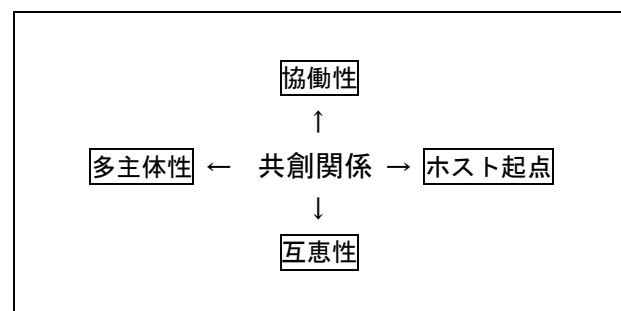 協働性
↑
多主体性 ← 共創関係 → ホスト起点
↓
互恵性